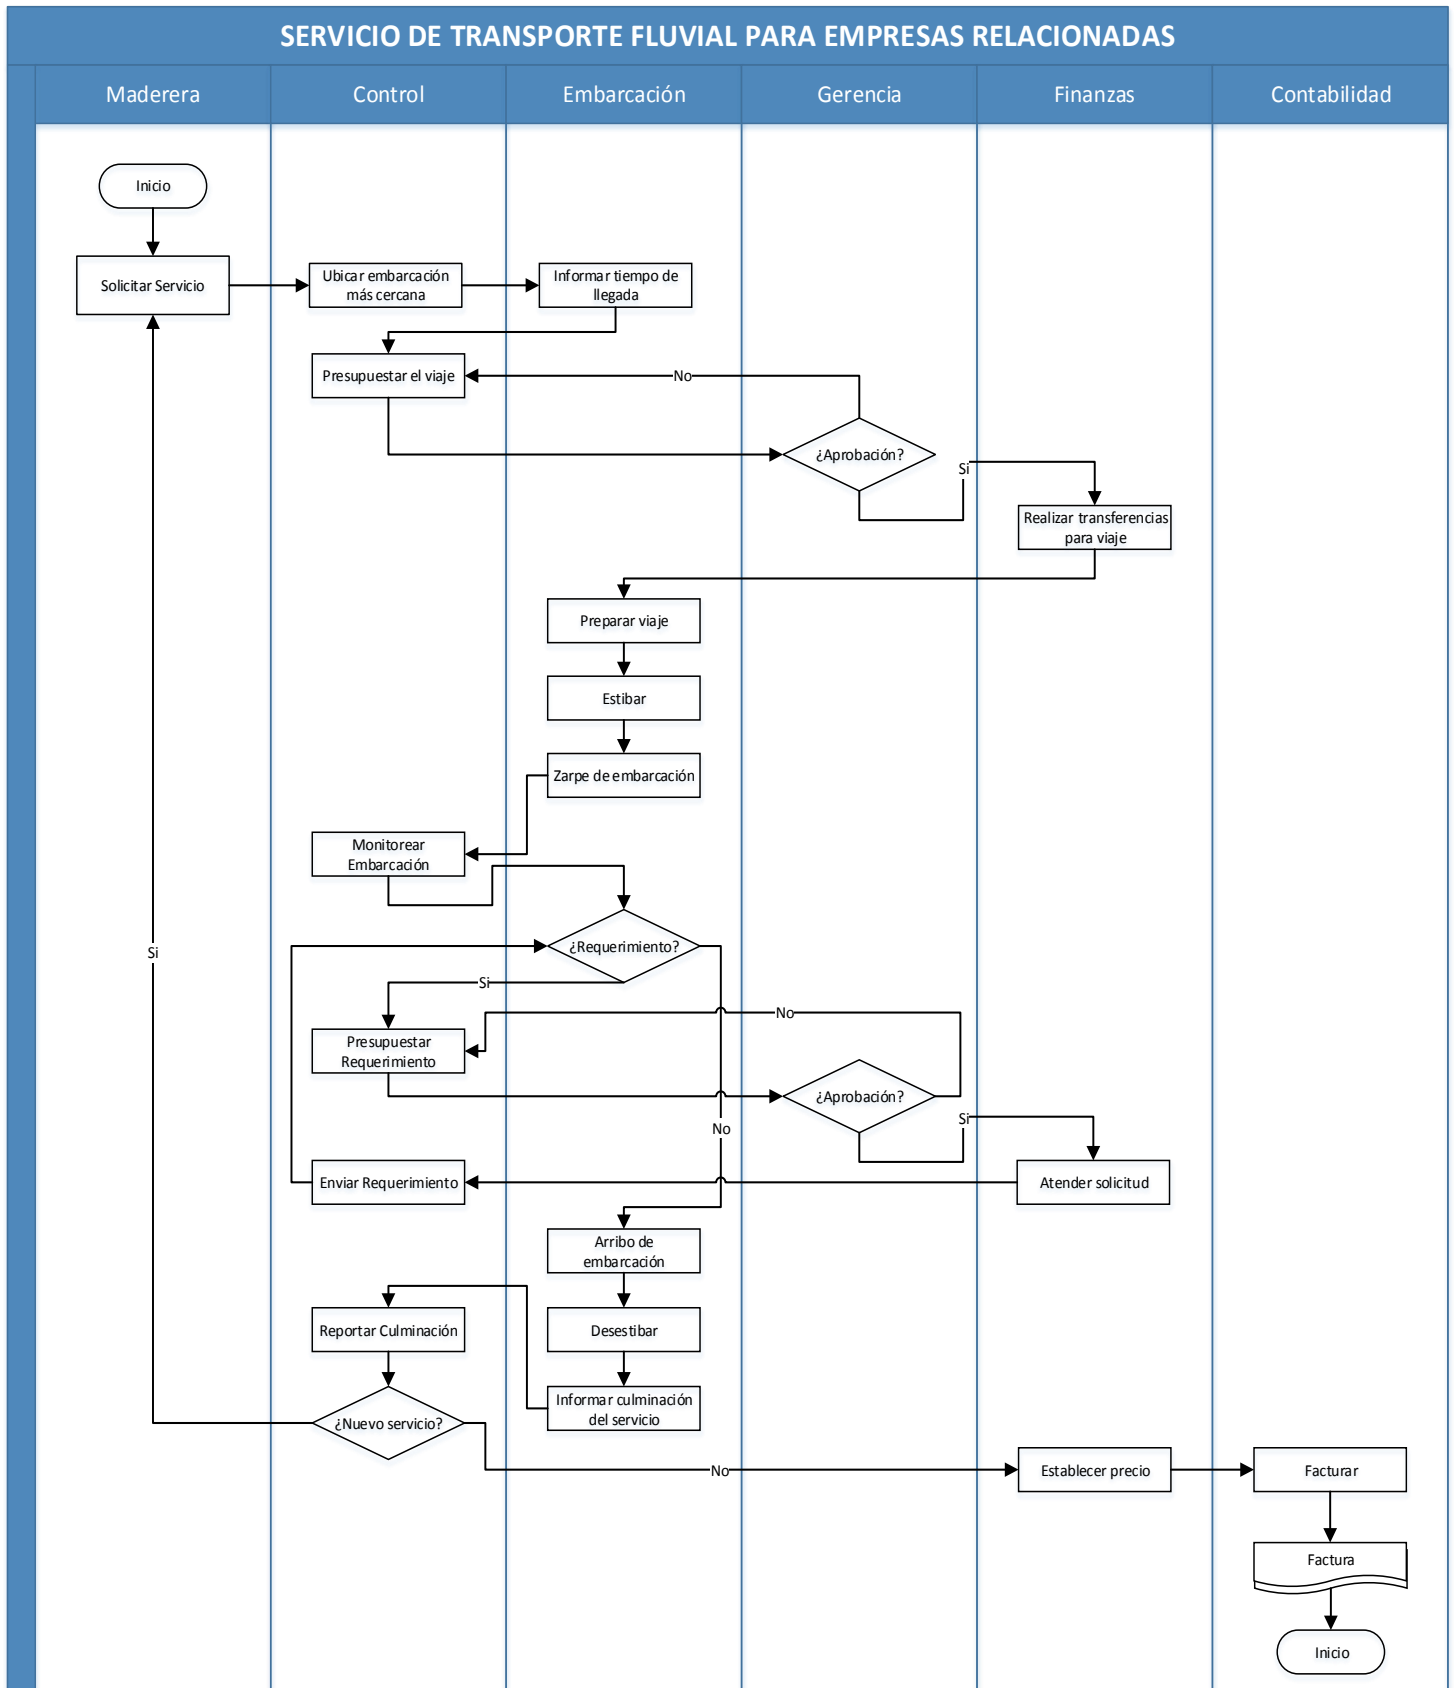 SERVICIO DE TRANSPORTE FLUVIAL PARA EMPRESAS RELACIONADAS
Maderera
Control
Embarcación
Gerencia
Finanzas
Contabilidad
Inicio
Solicitar Servicio
Ubicar embarcación
más cercana
Informar tiempo de
llegada
Presupuestar el viaje
No
¿Aprobación?
Si
Realizar transferencias
para viaje
Preparar viaje
Estibar
Zarpe de embarcación
Monitorear
Embarcación
¿Requerimiento?
Si
Si
No
Presupuestar
Requerimiento
¿Aprobación?
Si
No
Enviar Requerimiento
Atender solicitud
Arribo de
embarcación
Reportar Culminación
Desestibar
Informar culminación
del servicio
¿Nuevo servicio?
No
Establecer precio
Facturar
Factura
Inicio